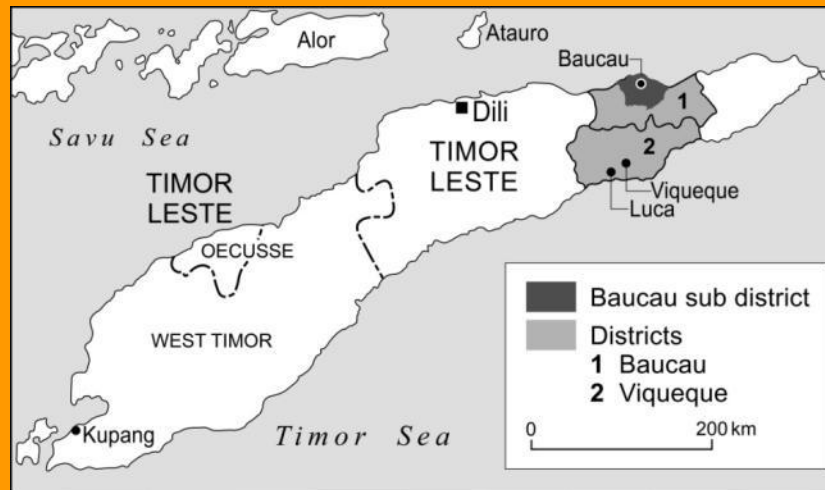 Alor
Atauro
Baucau
1
Dili
Savu Sea
2
TIMOR
LESTE
TIMOR
LESTE
Viqueque
Luca
OECUSSE
WEST TIMOR
Baucau sub district
Districts
1 Baucau
2 Viqueque
Kupang
Timor Sea
0 200 km